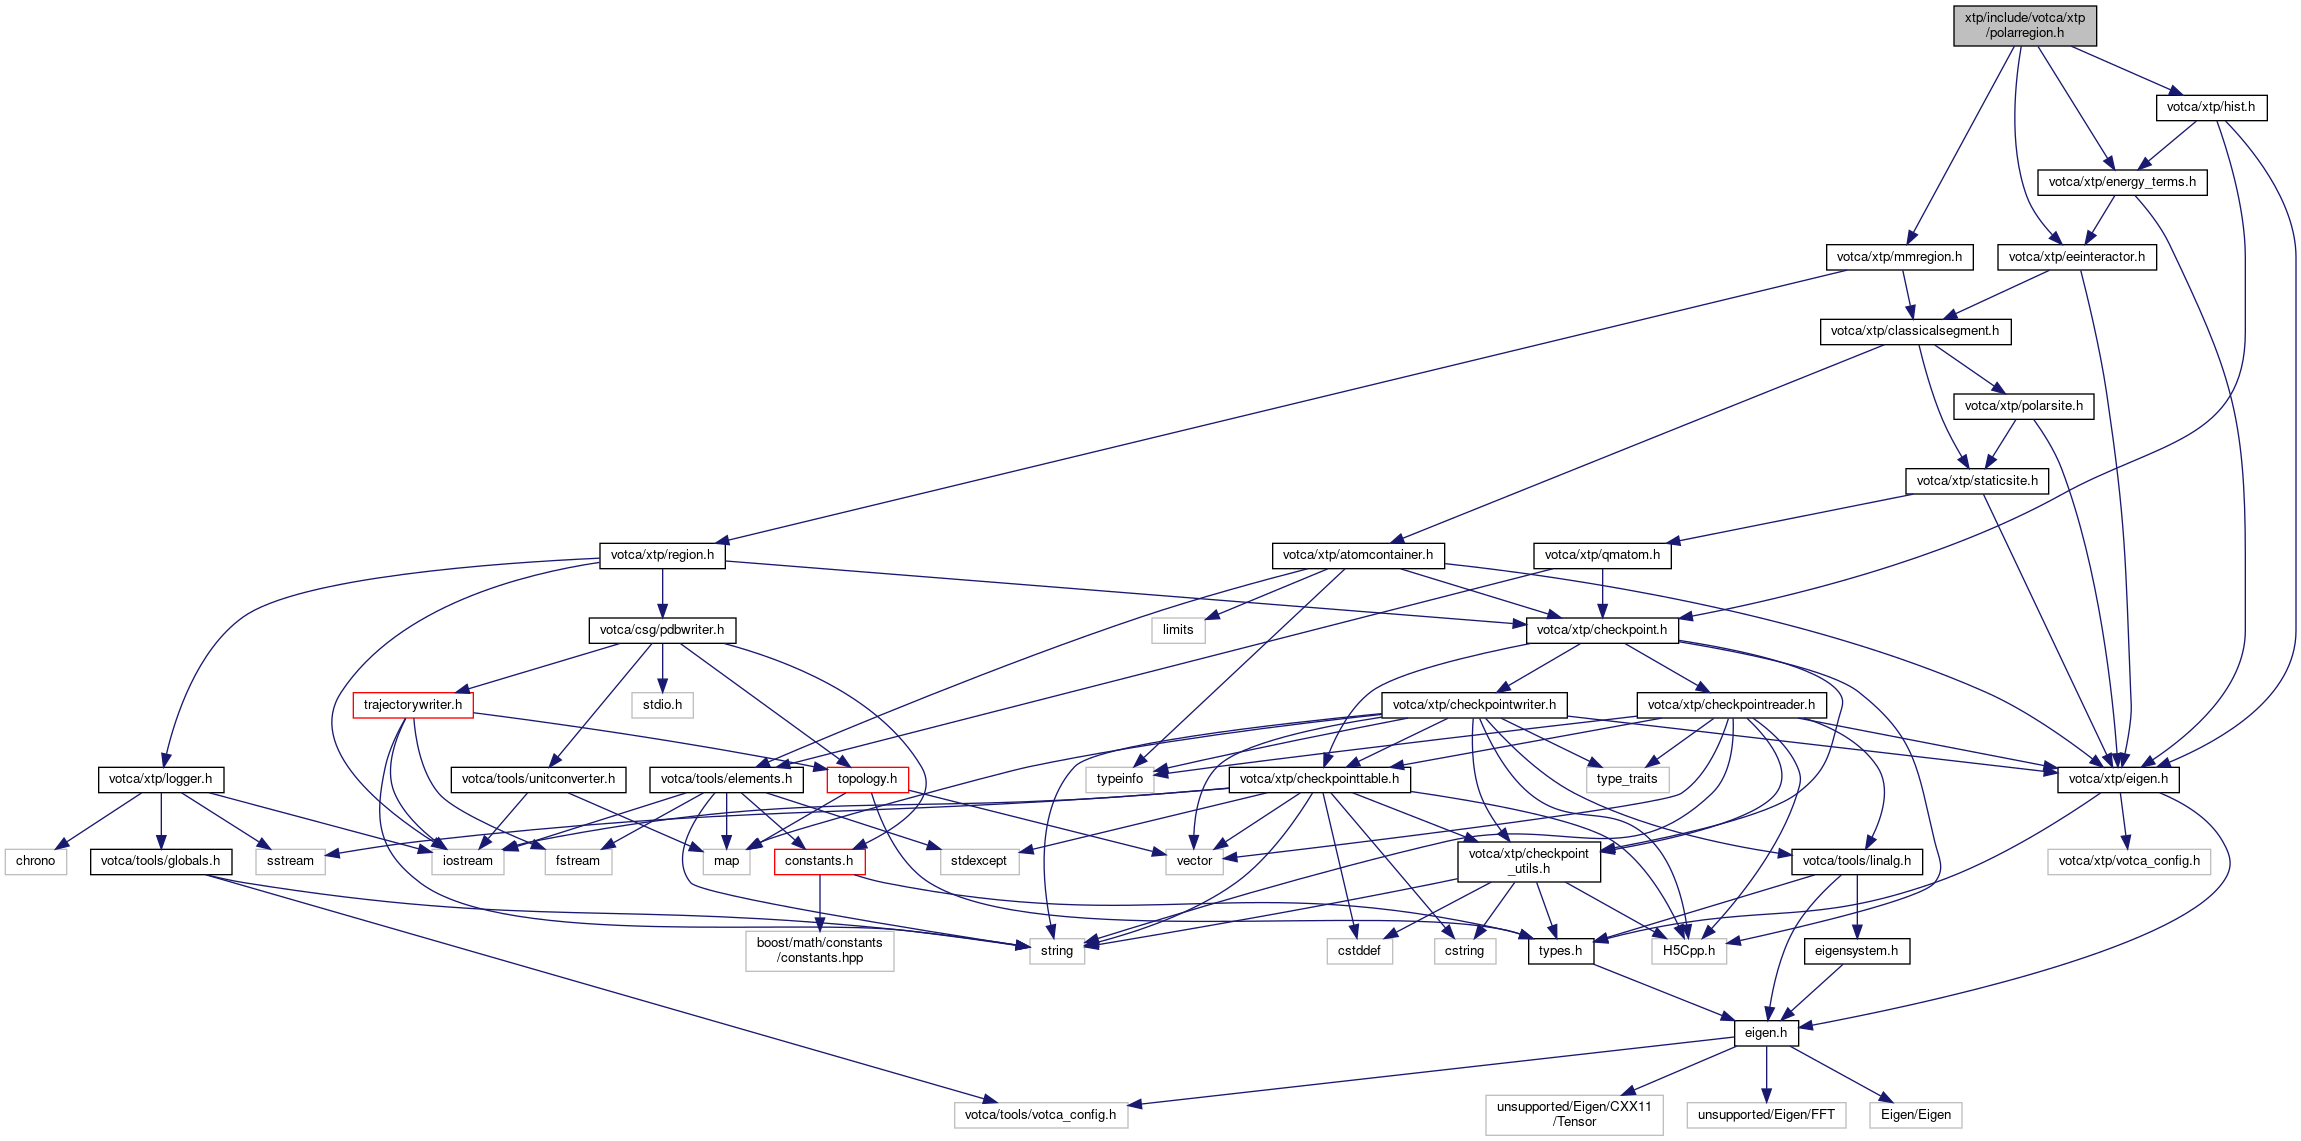 xtp/include/votca/xtp
/polarregion.h
votca/xtp/hist.h
votca/xtp/energy_terms.h
votca/xtp/mmregion.h
votca/xtp/eeinteractor.h
votca/xtp/classicalsegment.h
votca/xtp/polarsite.h
votca/xtp/staticsite.h
votca/xtp/region.h
votca/xtp/atomcontainer.h
votca/xtp/qmatom.h
votca/csg/pdbwriter.h
limits
votca/xtp/checkpoint.h
trajectorywriter.h
stdio.h
votca/xtp/checkpointwriter.h
votca/xtp/checkpointreader.h
votca/xtp/logger.h
votca/tools/unitconverter.h
votca/tools/elements.h
topology.h
typeinfo
votca/xtp/checkpointtable.h
type_traits
votca/xtp/eigen.h
chrono
votca/tools/globals.h
sstream
iostream
fstream
map
constants.h
stdexcept
vector
votca/xtp/checkpoint
_utils.h
votca/tools/linalg.h
votca/xtp/votca_config.h
boost/math/constants
/constants.hpp
string
cstddef
cstring
types.h
H5Cpp.h
eigensystem.h
eigen.h
votca/tools/votca_config.h
unsupported/Eigen/CXX11
/Tensor
unsupported/Eigen/FFT
Eigen/Eigen